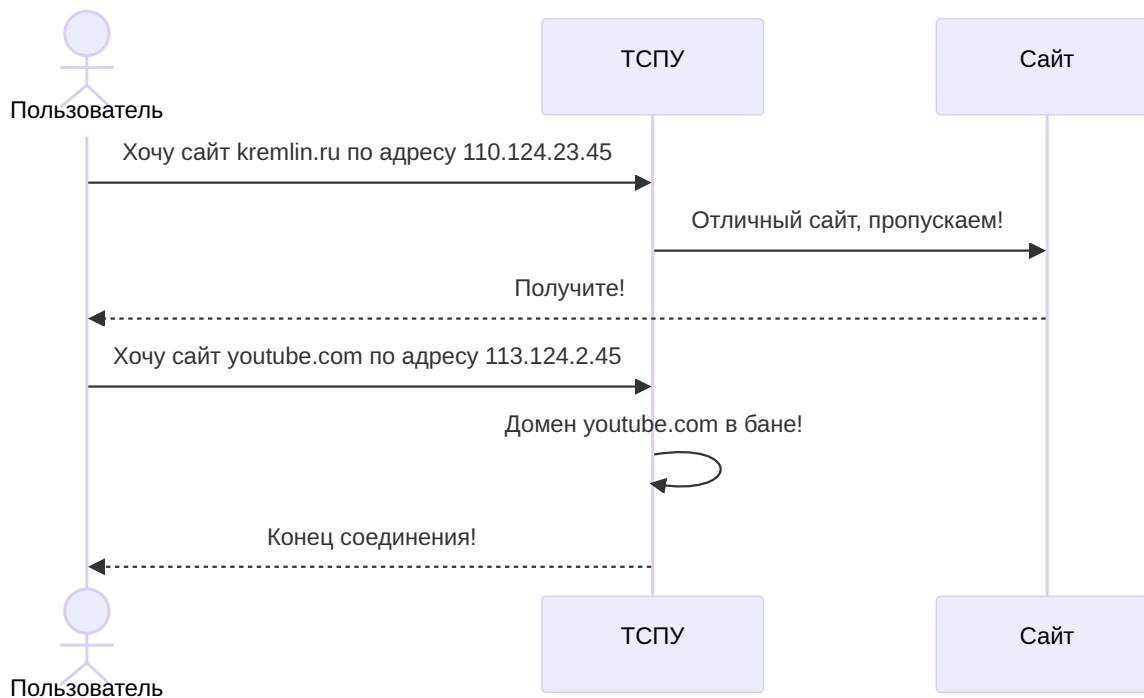 Пользователь
ТСПУ
Сайт
Хочу сайт kremlin.ru по адресу 110.124.23.45
Отличный сайт, пропускаем!
Получите!
Хочу сайт youtube.com по адресу 113.124.2.45
Домен youtube.com в бане!
Конец соединения!
Пользователь
ТСПУ
Сайт